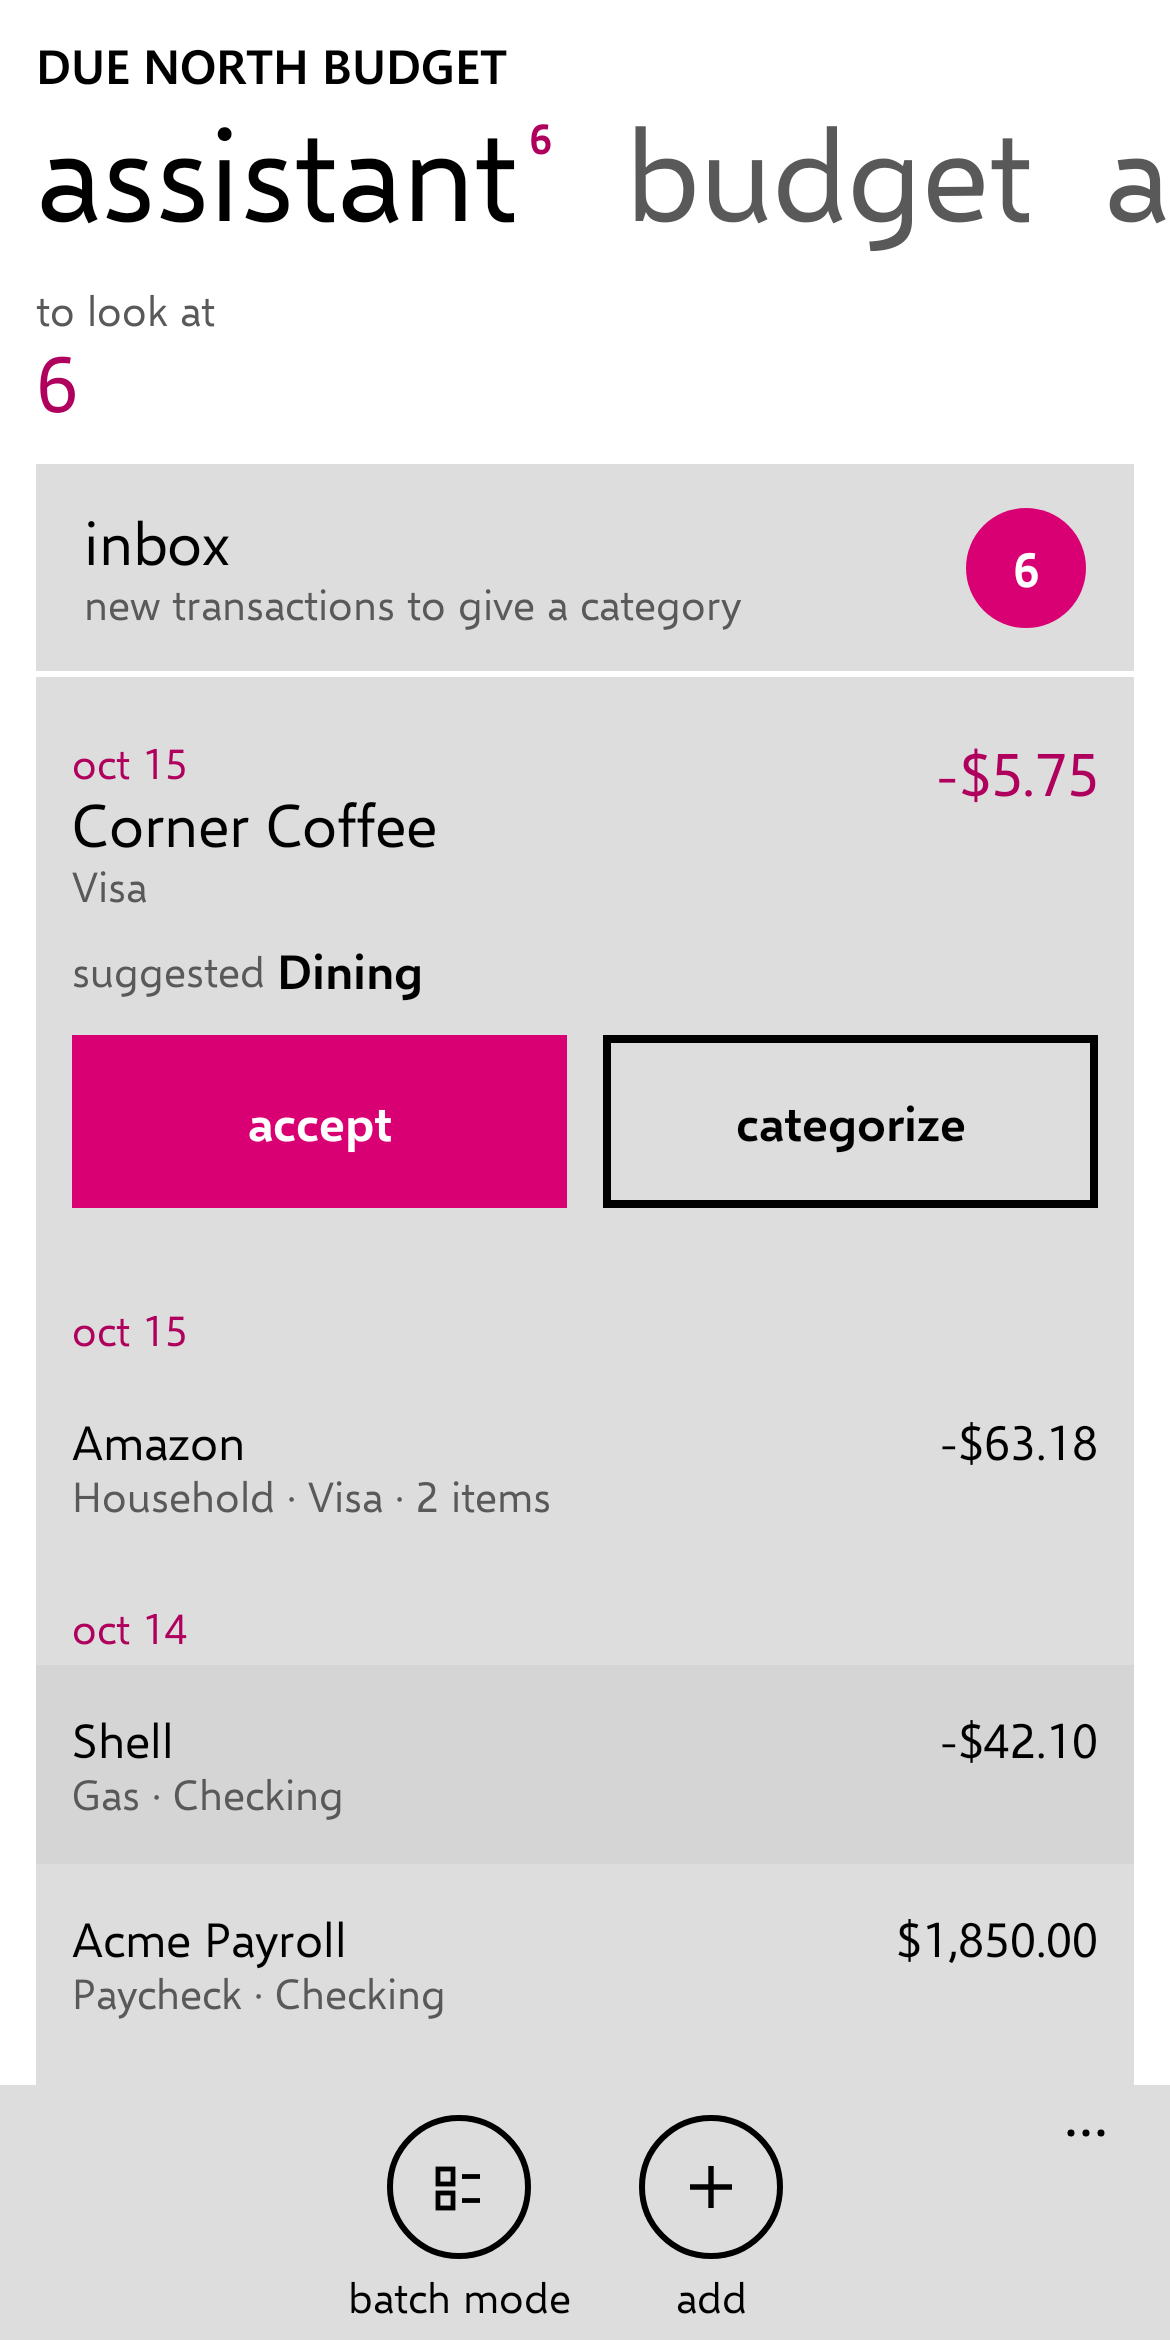 DUE NORTH BUDGET
assistant 6 budget a
to look at
6
inbox
new transactions to give a category
6
oct 15
-$5.75
Corner Coffee
Visa
suggested Dining
accept
categorize
oct 15
Amazon
-$63.18
Household · Visa · 2 items
oct 14
Shell
-$42.10
Gas · Checking
Acme Payroll
$1,850.00
Paycheck · Checking
...
batch mode
add